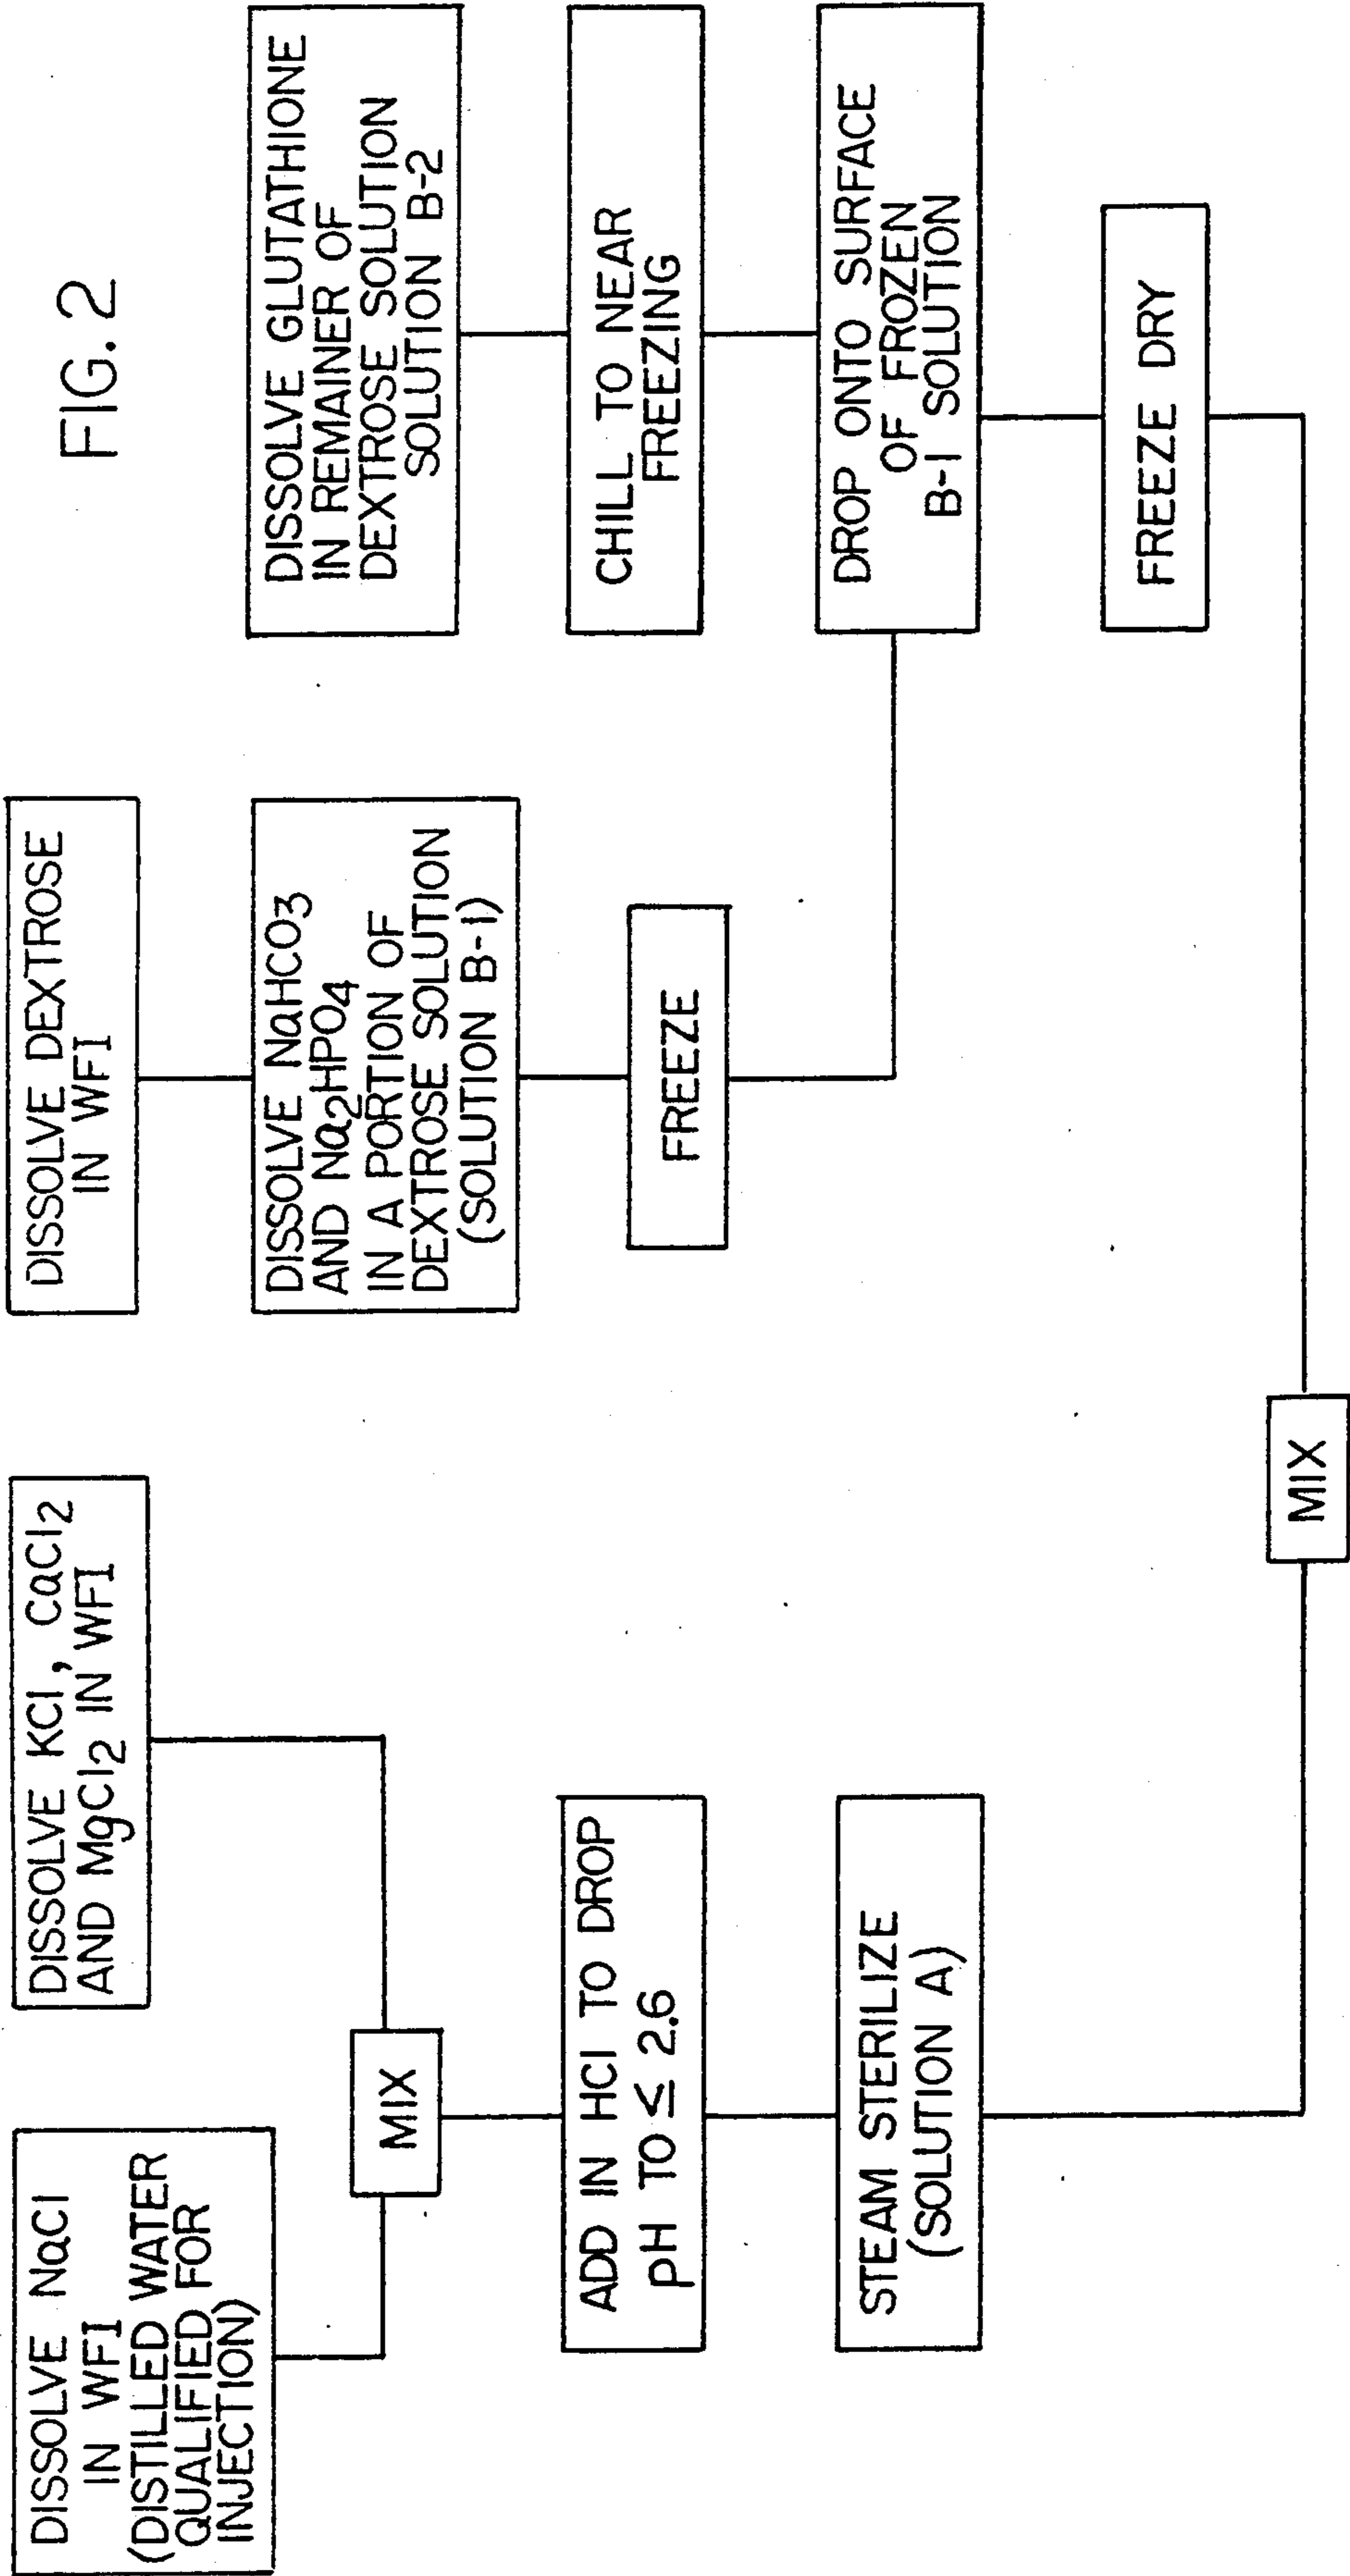 FIG. 2
DISSOLVE NaCl
IN WFI
(DISTILLED WATER
QUALIFIED FOR
INJECTION)
DISSOLVE KCl, CaCl2
AND MgCl2 IN WFI
MIX
ADD IN HCl TO DROP
pH TO ≤ 2.6
STEAM STERILIZE
(SOLUTION A)
DISSOLVE DEXTROSE
IN WFI
DISSOLVE NaHCO3
AND Na2HPO4
IN A PORTION OF
DEXTROSE SOLUTION
(SOLUTION B-1)
FREEZE
DISSOLVE GLUTATHIONE
IN REMAINER OF
DEXTROSE SOLUTION
SOLUTION B-2
CHILL TO NEAR
FREEZING
DROP ONTO SURFACE
OF FROZEN
B-1 SOLUTION
FREEZE DRY
MIX